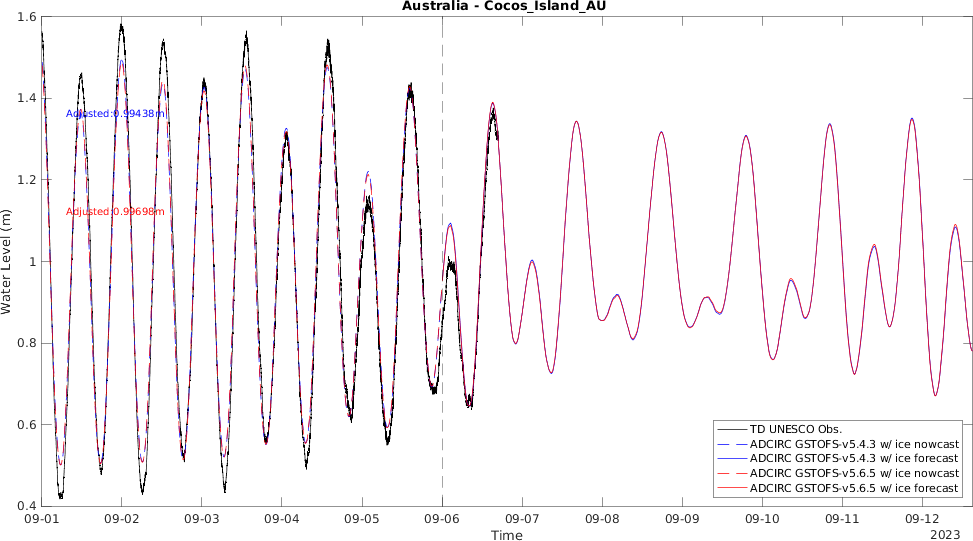 Australia - Cocos_Island_AU
1.6
1.4
1.2
1
0.8
0.6
0.4
Water Level (m)
Adjusted:0.99438m
Adjusted:0.99698m
TD UNESCO Obs.
ADCIRC GSTOFS-v5.4.3 w/ ice nowcast
ADCIRC GSTOFS-v5.4.3 w/ ice forecast
ADCIRC GSTOFS-v5.6.5 w/ ice nowcast
ADCIRC GSTOFS-v5.6.5 w/ ice forecast
09-01 09-02 09-03 09-04 09-05 09-06 09-07 09-08 09-09 09-10 09-11 09-12
Time
2023